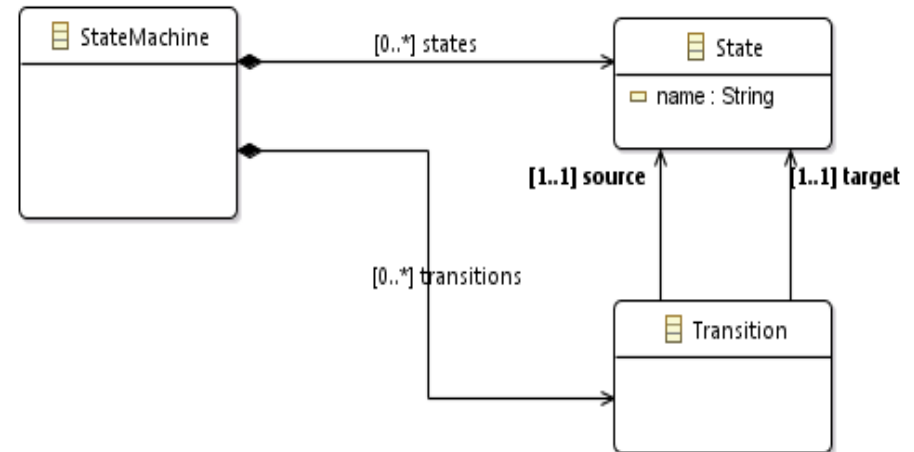 StateMachine
[0..*] states
State
name : String
[1..1] source
[1..1] target
[0..*] transitions
Transition